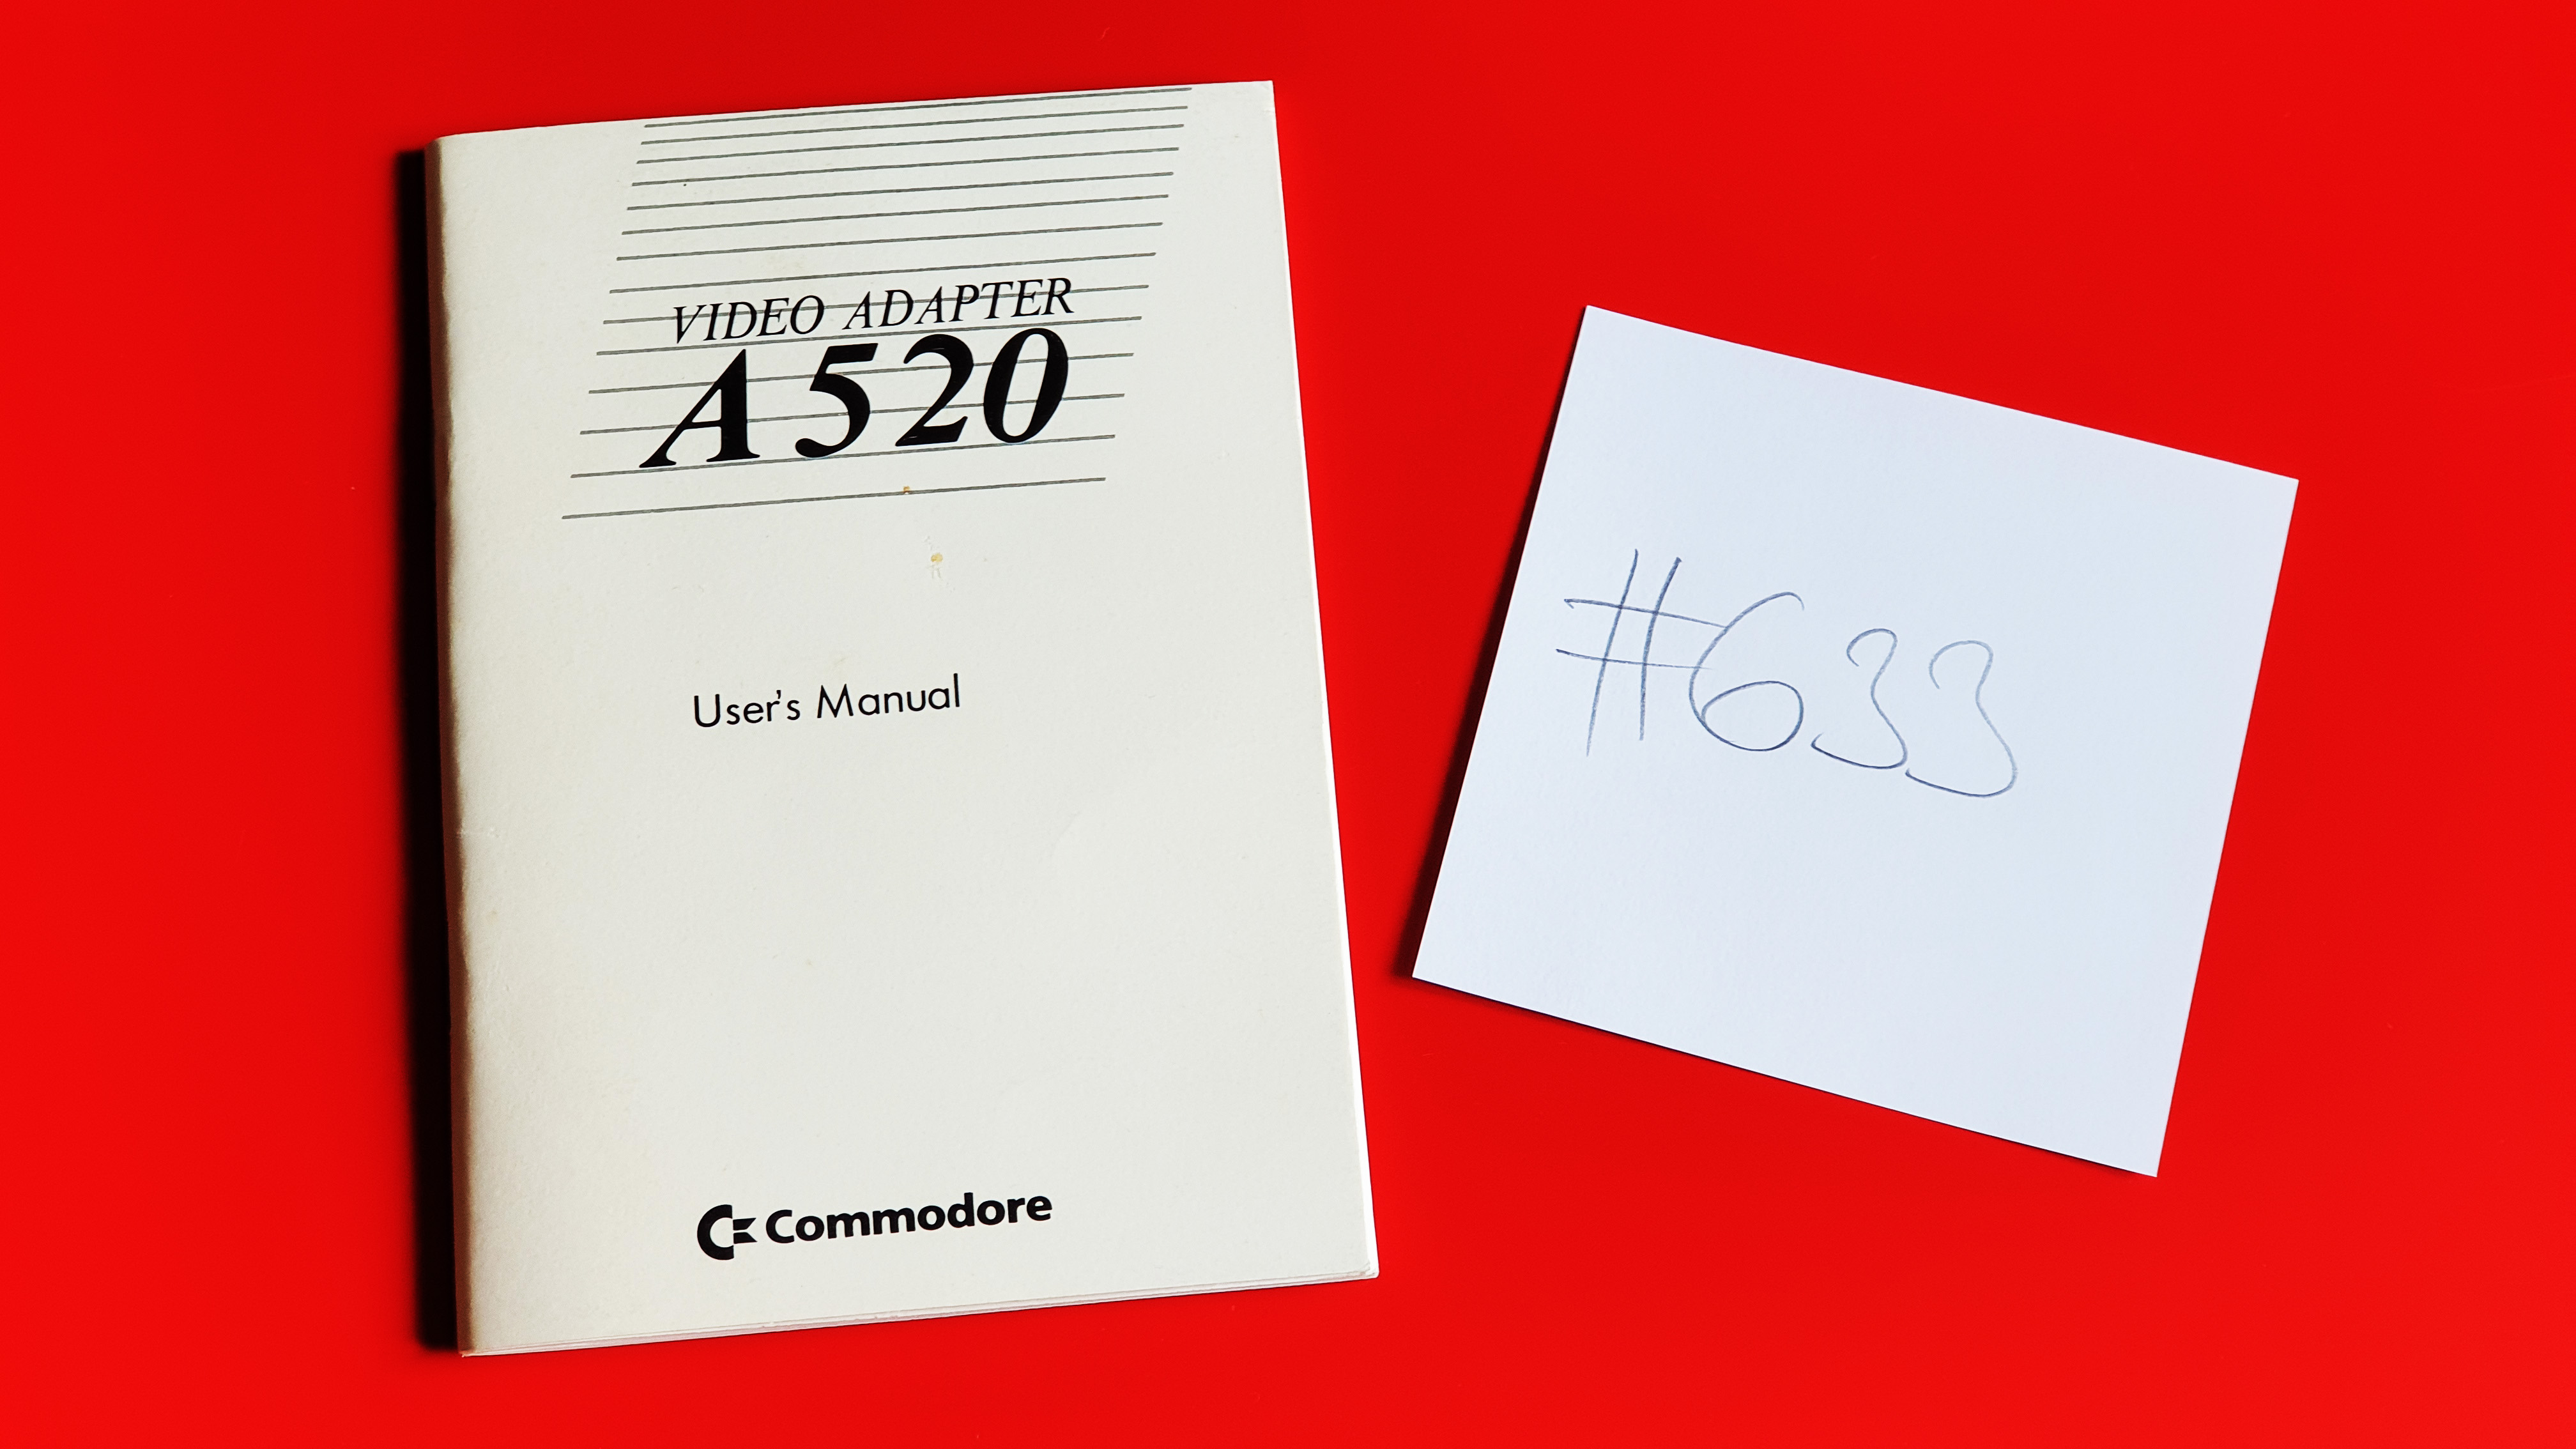 VIDEO ADAPTER
A520
User's Manual
Commodore
#633